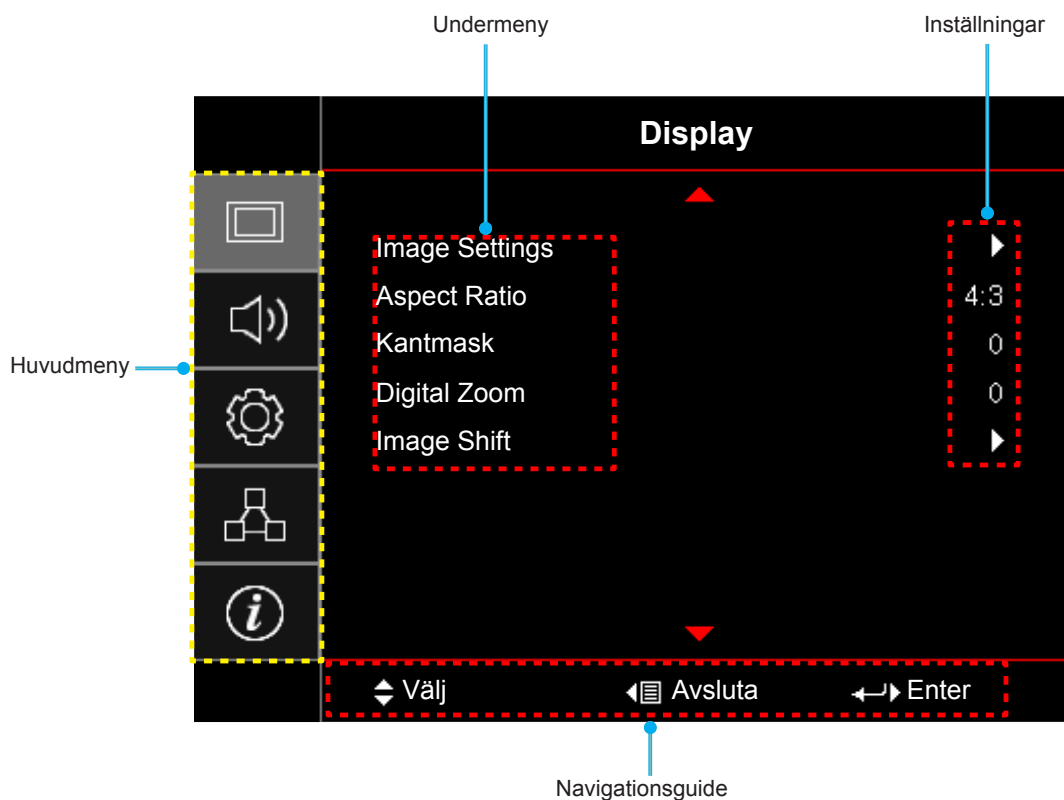 Undermeny Inställningar
Display
Image Settings
Aspect Ratio 4:3
Kantmask 0
Huvudmeny
Digital Zoom 0
Image Shift
Välj Avsluta Enter
Navigationsguide